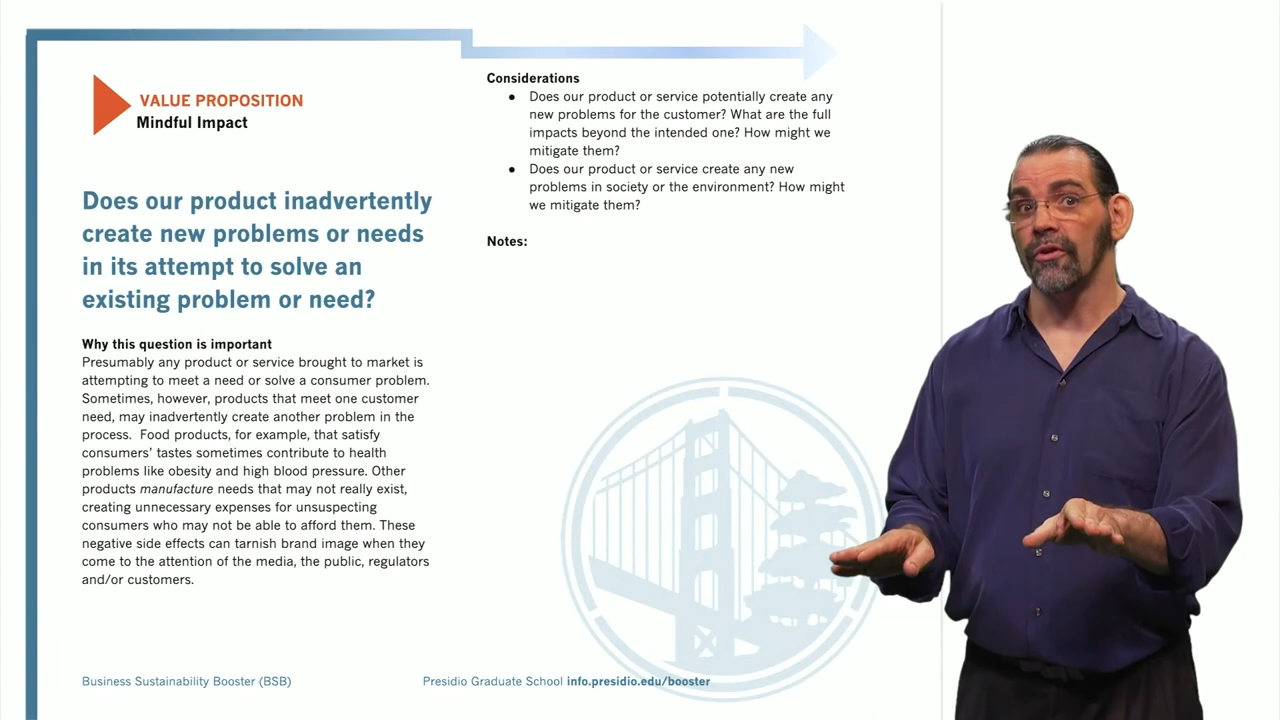 VALUE PROPOSITION
Mindful Impact
Does our product inadvertently
create new problems or needs
in its attempt to solve an
existing problem or need?
Why this question is important
Presumably any product or service brought to market is
attempting to meet a need or solve a consumer problem.
Sometimes, however, products that meet one customer
need, may inadvertently create another problem in the
process.  Food products, for example, that satisfy
consumers’ tastes sometimes contribute to health
problems like obesity and high blood pressure. Other
products manufacture needs that may not really exist,
creating unnecessary expenses for unsuspecting
consumers who may not be able to afford them. These
negative side effects can tarnish brand image when they
come to the attention of the media, the public, regulators
and/or customers.
Considerations
● Does our product or service potentially create any
new problems for the customer? What are the full
impacts beyond the intended one? How might we
mitigate them?
● Does our product or service create any new
problems in society or the environment? How might
we mitigate them?
Notes:
Business Sustainability Booster (BSB)
Presidio Graduate School info.presidio.edu/booster